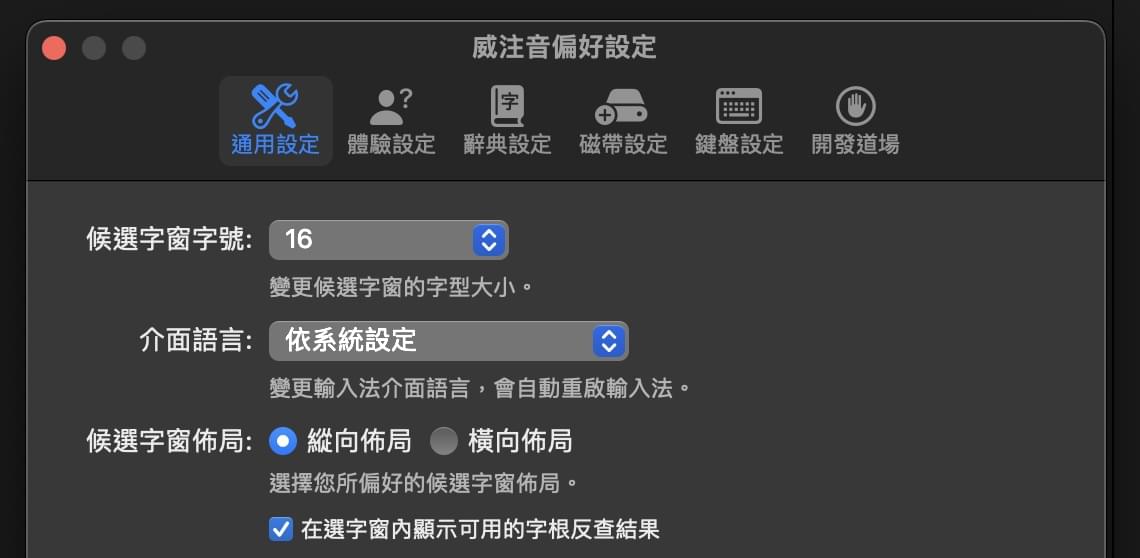 威注音偏好設定
字
通用設定 體驗設定 辭典設定 磁帶設定 鍵盤設定 開發道場
候選字窗字號: 16
變更候選字窗的字型大小。
介面語言: 依系統設定
變更輸入法介面語言，會自動重啟輸入法。
候選字窗佈局: 縱向佈局 橫向佈局
選擇您所偏好的候選字窗佈局。
在選字窗內顯示可用的字根反查結果